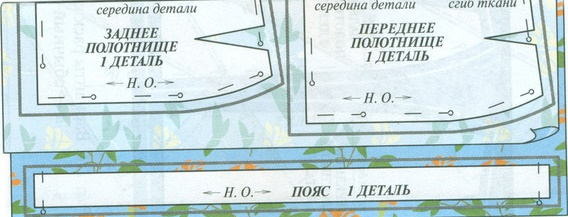 середина детали
ЗАДНЕЕ
ПОЛОТНИЩЕ
1 ДЕТАЛЬ
Н. О.
середина детали сгиб ткани
ПЕРЕДНЕЕ
ПОЛОТНИЩЕ
1 ДЕТАЛЬ
Н. О.
Н. О. ПОЯС 1 ДЕТАЛЬ